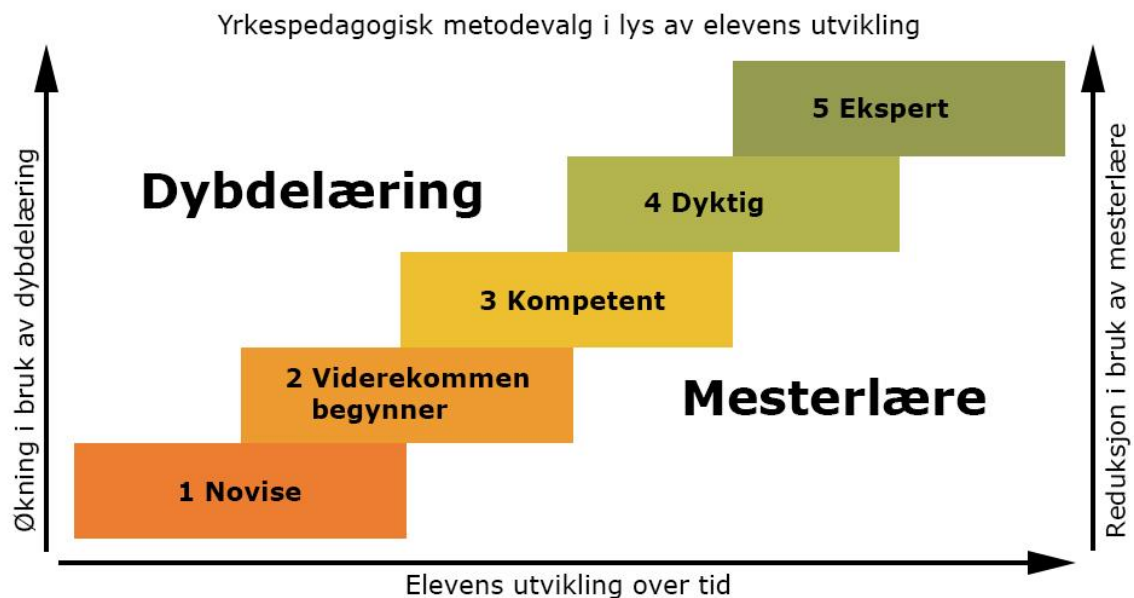 Yrkespedagogisk metodevalg i lys av elevens utvikling
Økning i bruk av dybdelæring
Dybdelæring
5 Ekspert
4 Dyktig
3 Kompetent
2 Viderekommen
begynner
1 Novise
Mesterlære
Reduksjon i bruk av mesterlære
Elevens utvikling over tid